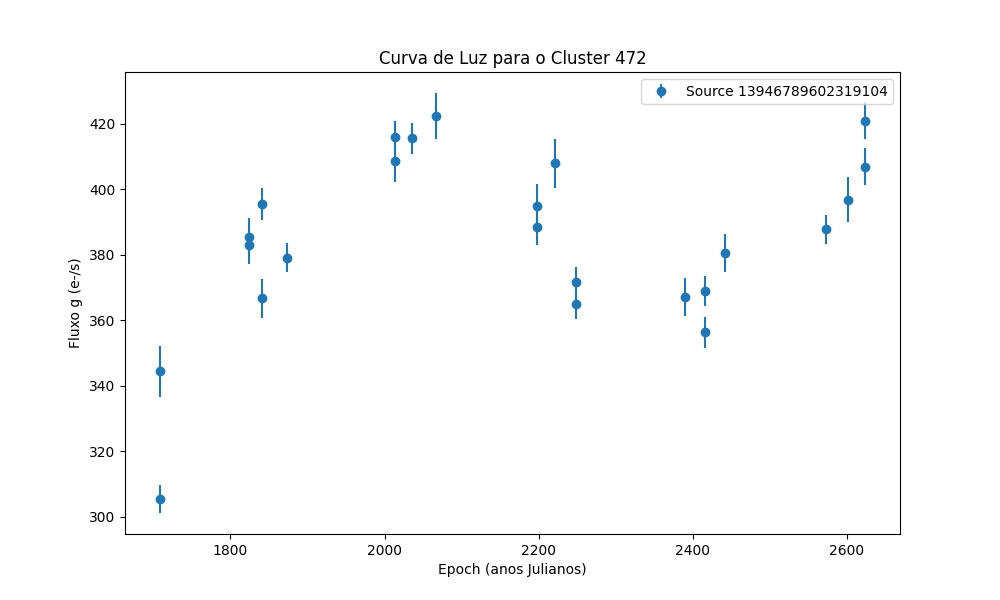 Curva de Luz para o Cluster 472
Source 13946789602319104
Fluxo g (e-/s)
420
400
380
360
340
320
300
1800 2000 2200 2400 2600
Epoch (anos Julianos)